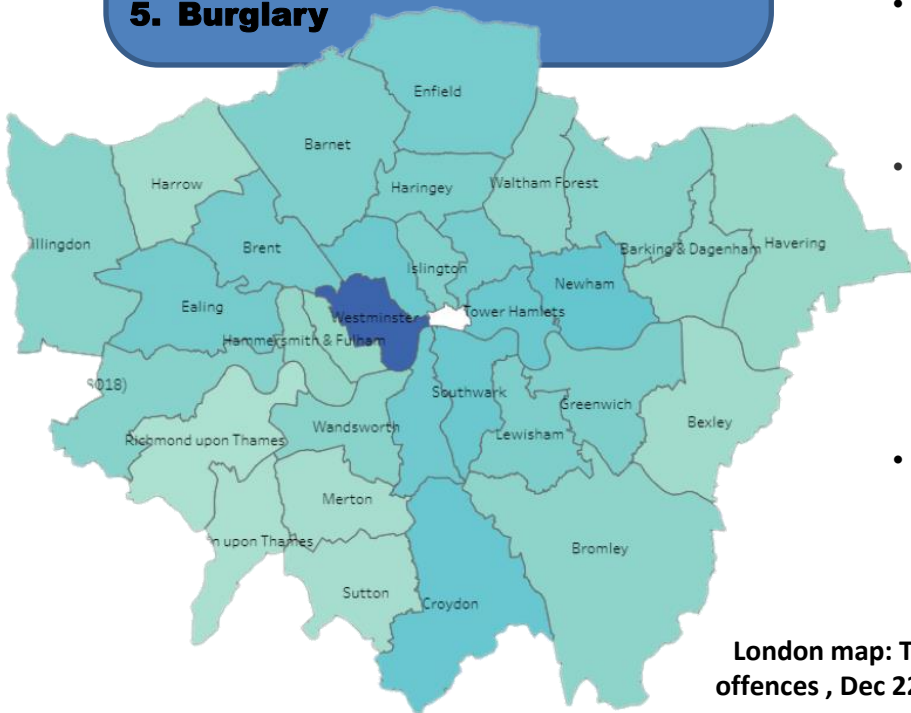 5. Burglary
Enfield
Barnet
Harrow
Haringey
Waltham Forest
illingdon
Brent
Islington
Barking & Dagenham
Havering
Newham
Ealing
Westminster
Tower Hamlets
Hammersmith & Fulham
Southwark
Greenwich
Bexley
Richmond upon Thames
Wandsworth
Lewisham
Merton
n upon Thames
Bromley
Sutton
Croydon
London map: T
offences , Dec 22